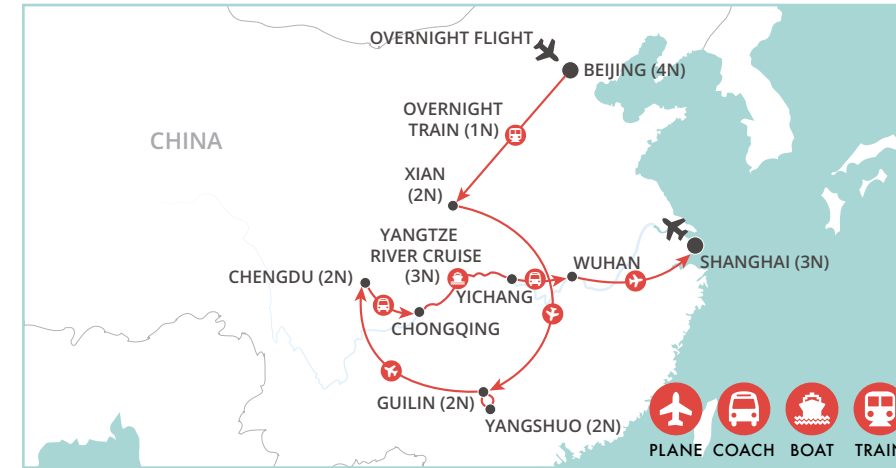 OVERNIGHT FLIGHT
BEIJING (4N)
OVERNIGHT
TRAIN (1N)
CHINA
XIAN
(2N)
YANGTZE
RIVER CRUISE
(3N)
WUHAN
SHANGHAI (3N)
CHENGDU (2N)
YICHANG
CHONGQING
GUILIN (2N)
YANGSHUO (2N)
PLANE
COACH
BOAT
TRAIN